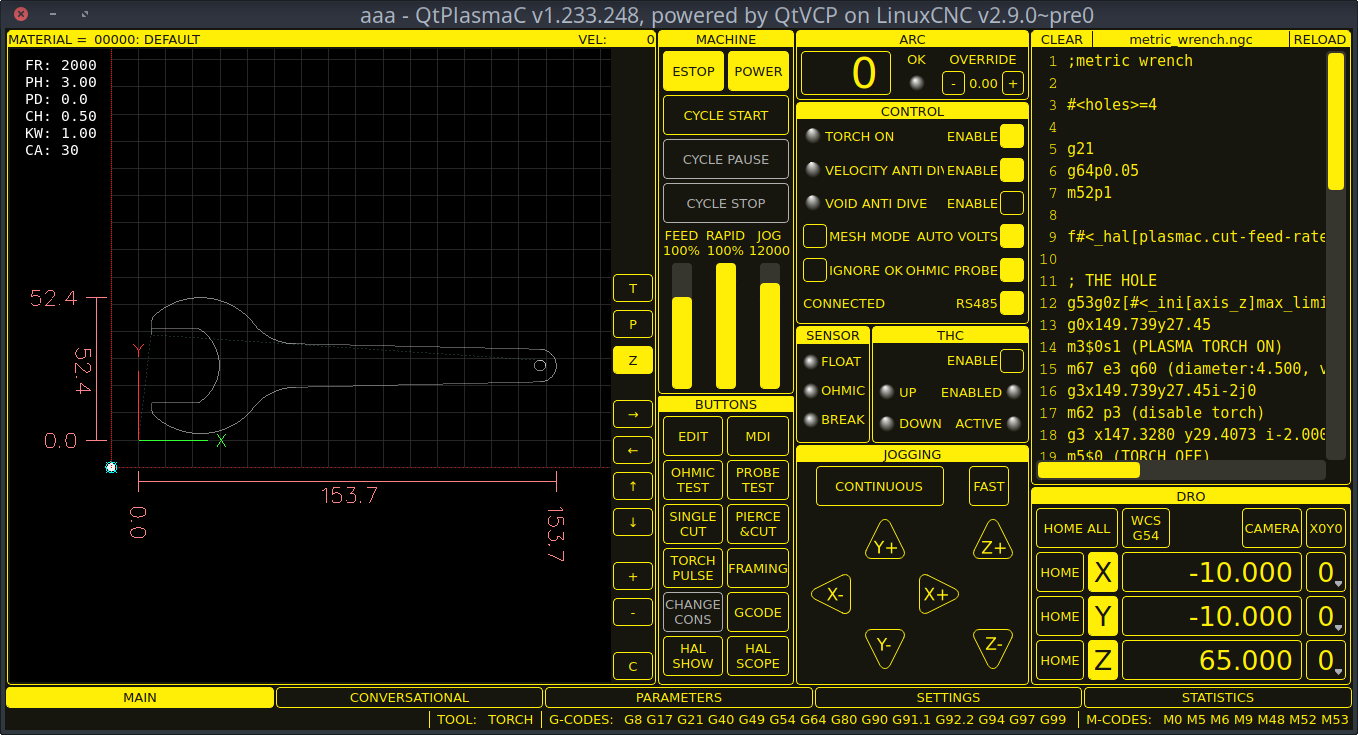 aaa - QtPlasmaC v1.233.248, powered by QtVCP on LinuxCNC v2.9.0~pre0
MATERIAL = 00000: DEFAULT
VEL: 0
FR: 2000
PH: 3.00
PD: 0.0
CH: 0.50
KW: 1.00
CA: 30
52.4
52.4
0.0
Y
X
153.7
0.0
153.7
T
P
Z
→
←
↑
↓
+
-
C
MACHINE
ESTOP
POWER
CYCLE START
CYCLE PAUSE
CYCLE STOP
FEED RAPID JOG
100% 100% 12000
BUTTONS
EDIT
MDI
OHMIC
TEST
PROBE
TEST
SINGLE
CUT
PIERCE
&CUT
TORCH
PULSE
FRAMING
CHANGE
CONS
GCODE
HAL
SHOW
HAL
SCOPE
ARC
0
OK
OVERRIDE
- 0.00 +
CONTROL
TORCH ON ENABLE
VELOCITY ANTI DI ENABLE
VOID ANTI DIVE ENABLE
MESH MODE AUTO VOLTS
IGNORE OK OHMIC PROBE
CONNECTED RS485
SENSOR
FLOAT
OHMIC
BREAK
THC
ENABLE
UP ENABLED
DOWN ACTIVE
JOGGING
CONTINUOUS
FAST
Y+
Z+
X-
X+
Y-
Z-
CLEAR
metric_wrench.ngc
RELOAD
1 ;metric wrench
2
3 #<holes>=4
4
5 g21
6 g64p0.05
7 m52p1
8
9 f#<_hal[plasmac.cut-feed-rate
10
11 ; THE HOLE
12 g53g0z[#<_ini[axis_z]max_limi
13 g0x149.739y27.45
14 m3$0s1 (PLASMA TORCH ON)
15 m67 e3 q60 (diameter:4.500, v
16 g3x149.739y27.45i-2j0
17 m62 p3 (disable torch)
18 g3 x147.3280 y29.4073 i-2.000
19 m5$0 (TORCH OFF)
DRO
HOME ALL
WCS
G54
CAMERA
X0Y0
HOME X -10.000 0
HOME Y -10.000 0
HOME Z 65.000 0
MAIN
CONVERSATIONAL
PARAMETERS
SETTINGS
STATISTICS
TOOL: TORCH
G-CODES: G8 G17 G21 G40 G49 G54 G64 G80 G90 G91.1 G92.2 G94 G97 G99
M-CODES: M0 M5 M6 M9 M48 M52 M53